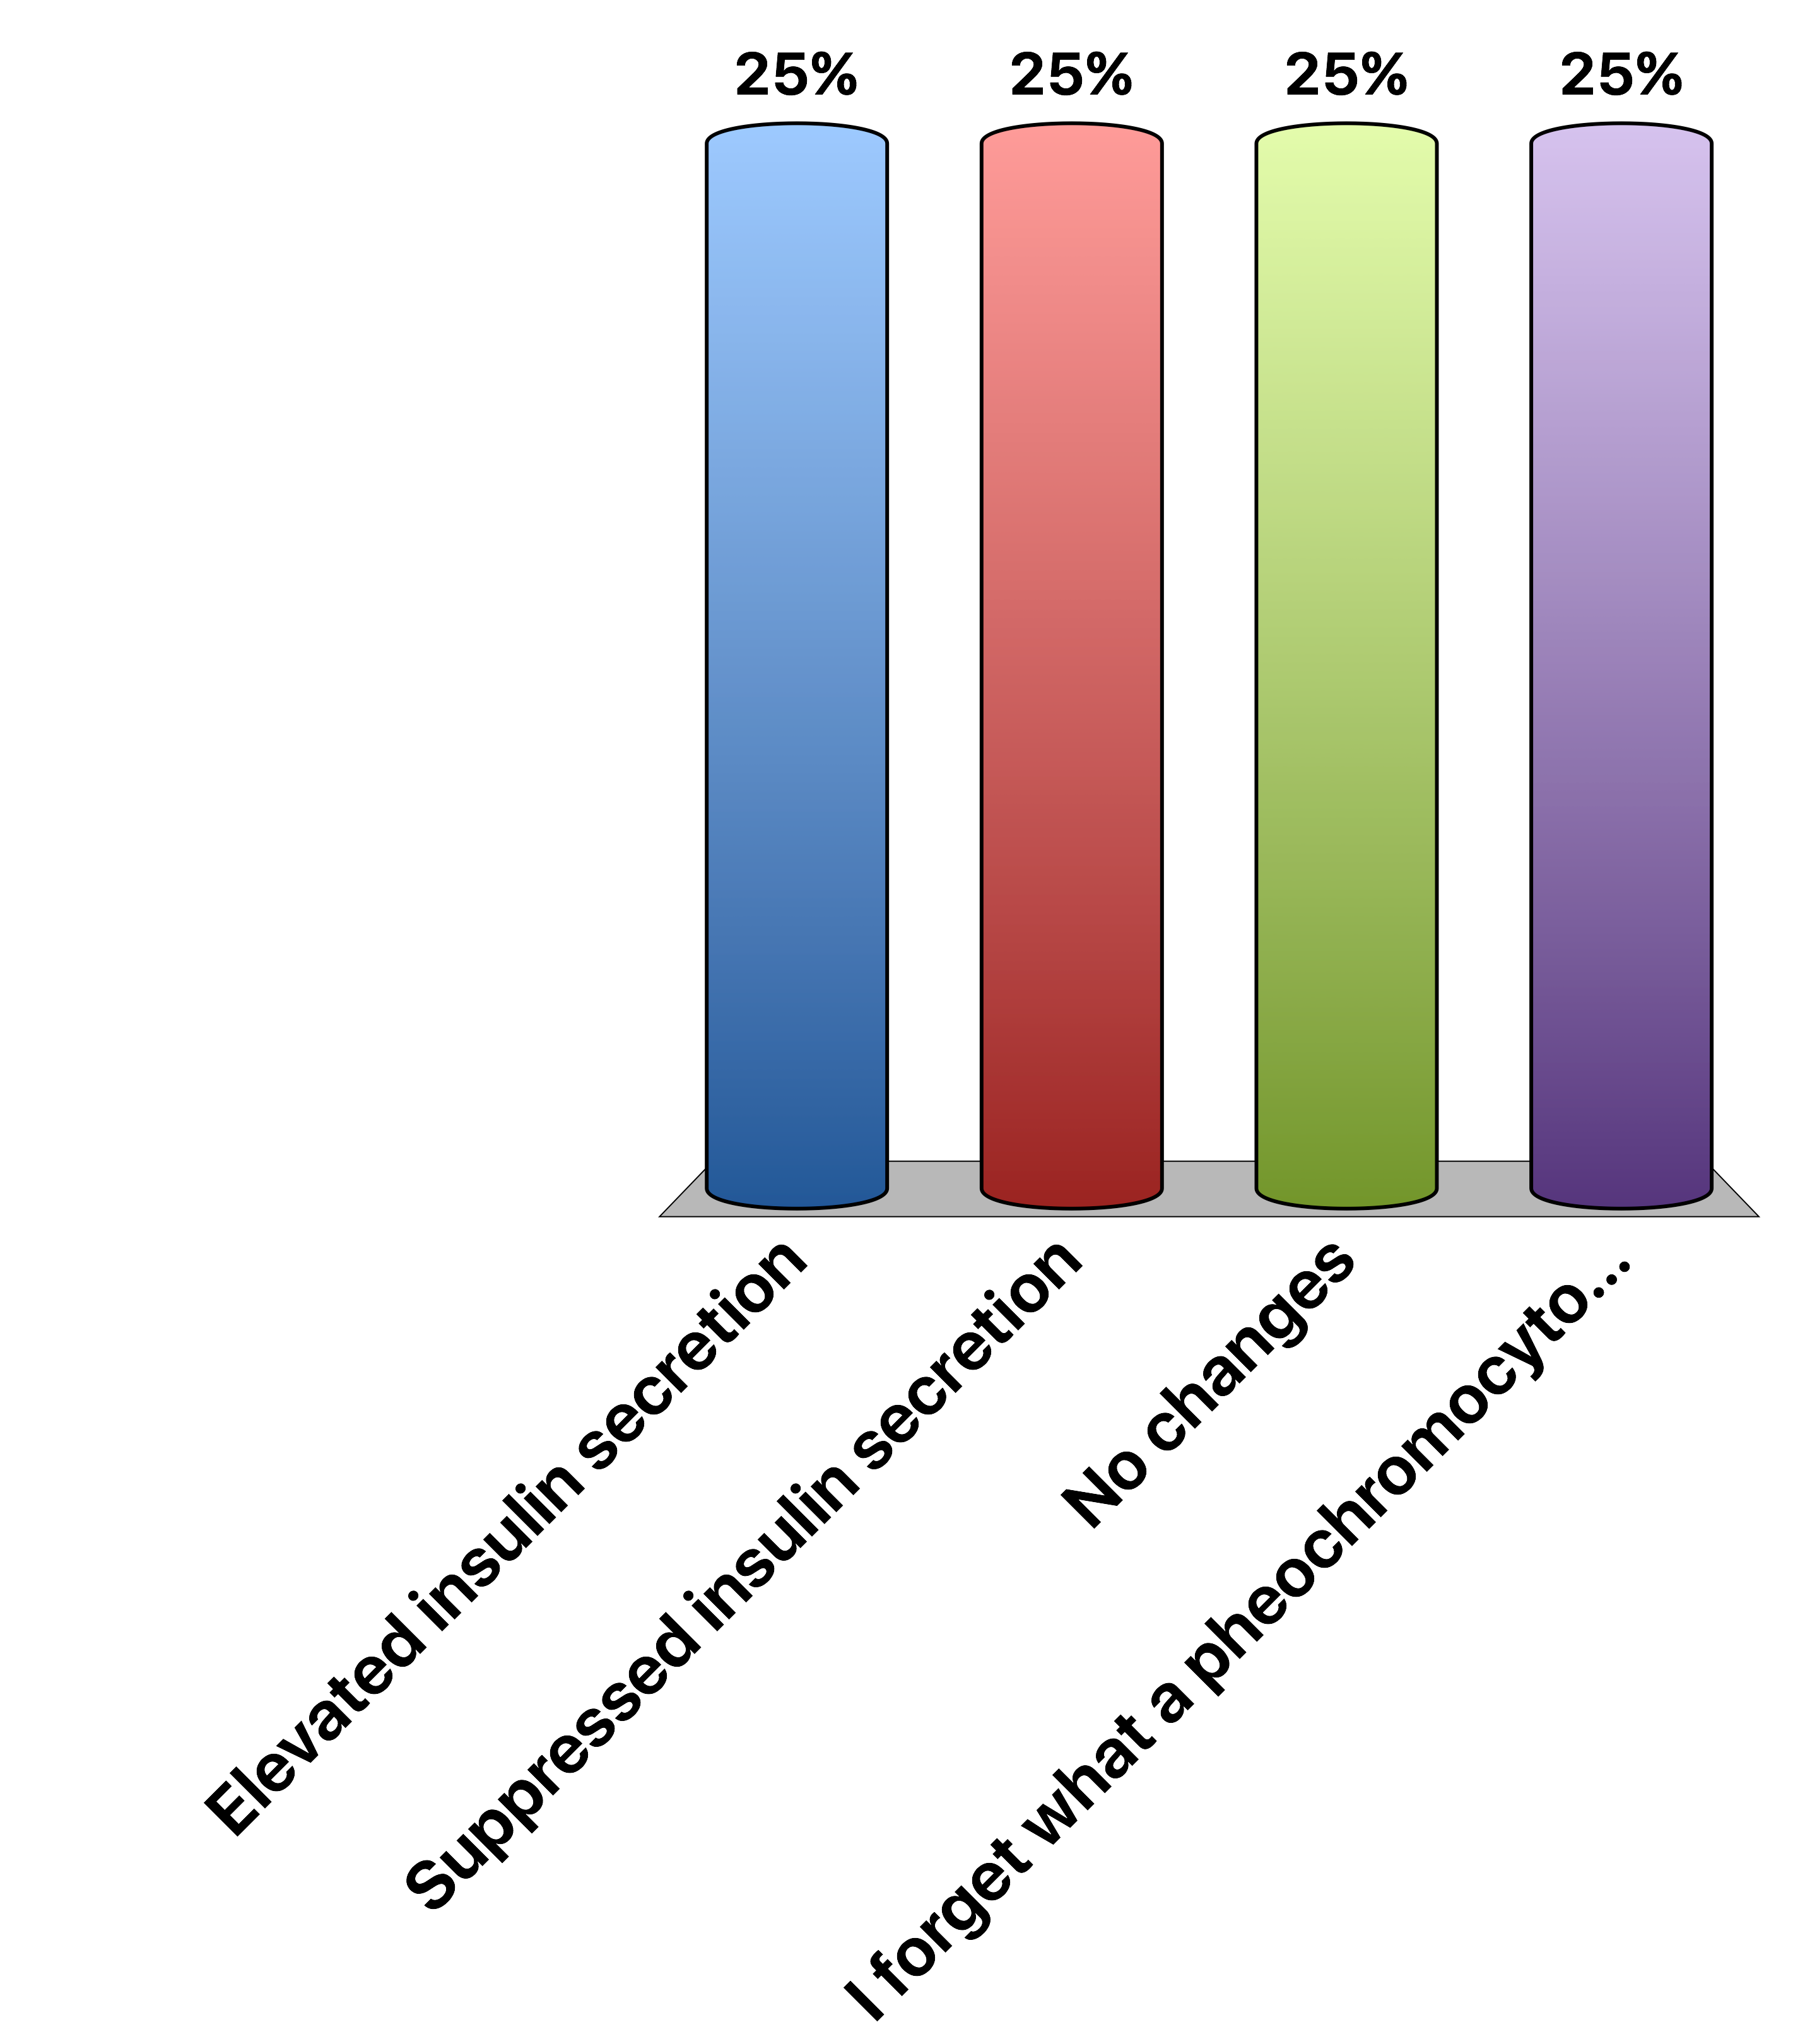 25% 25% 25% 25%
Elevated insulin secretion
Suppressed insulin secretion
No changes
I forget what a pheochromocyto...